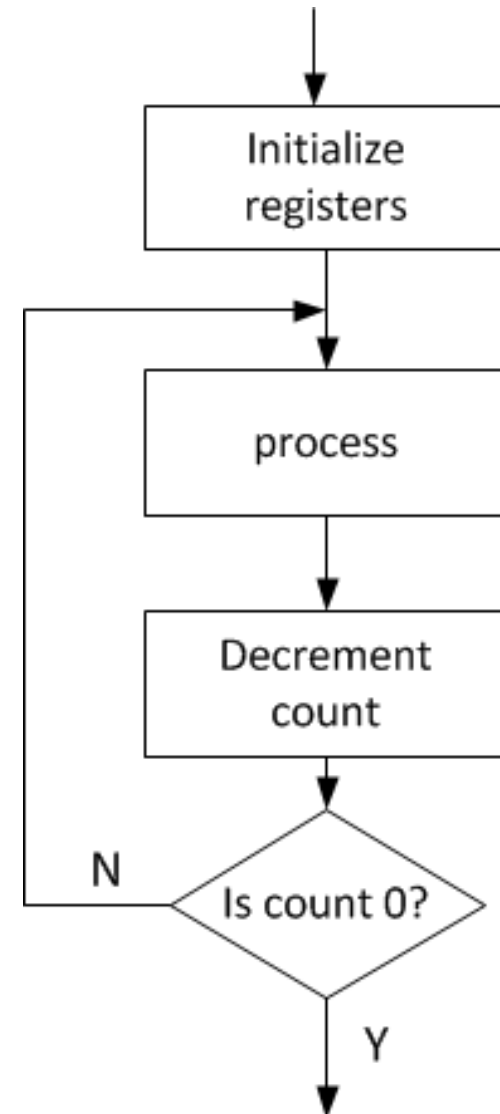 Initialize
registers
process
Decrement
count
N
Is count 0?
Y